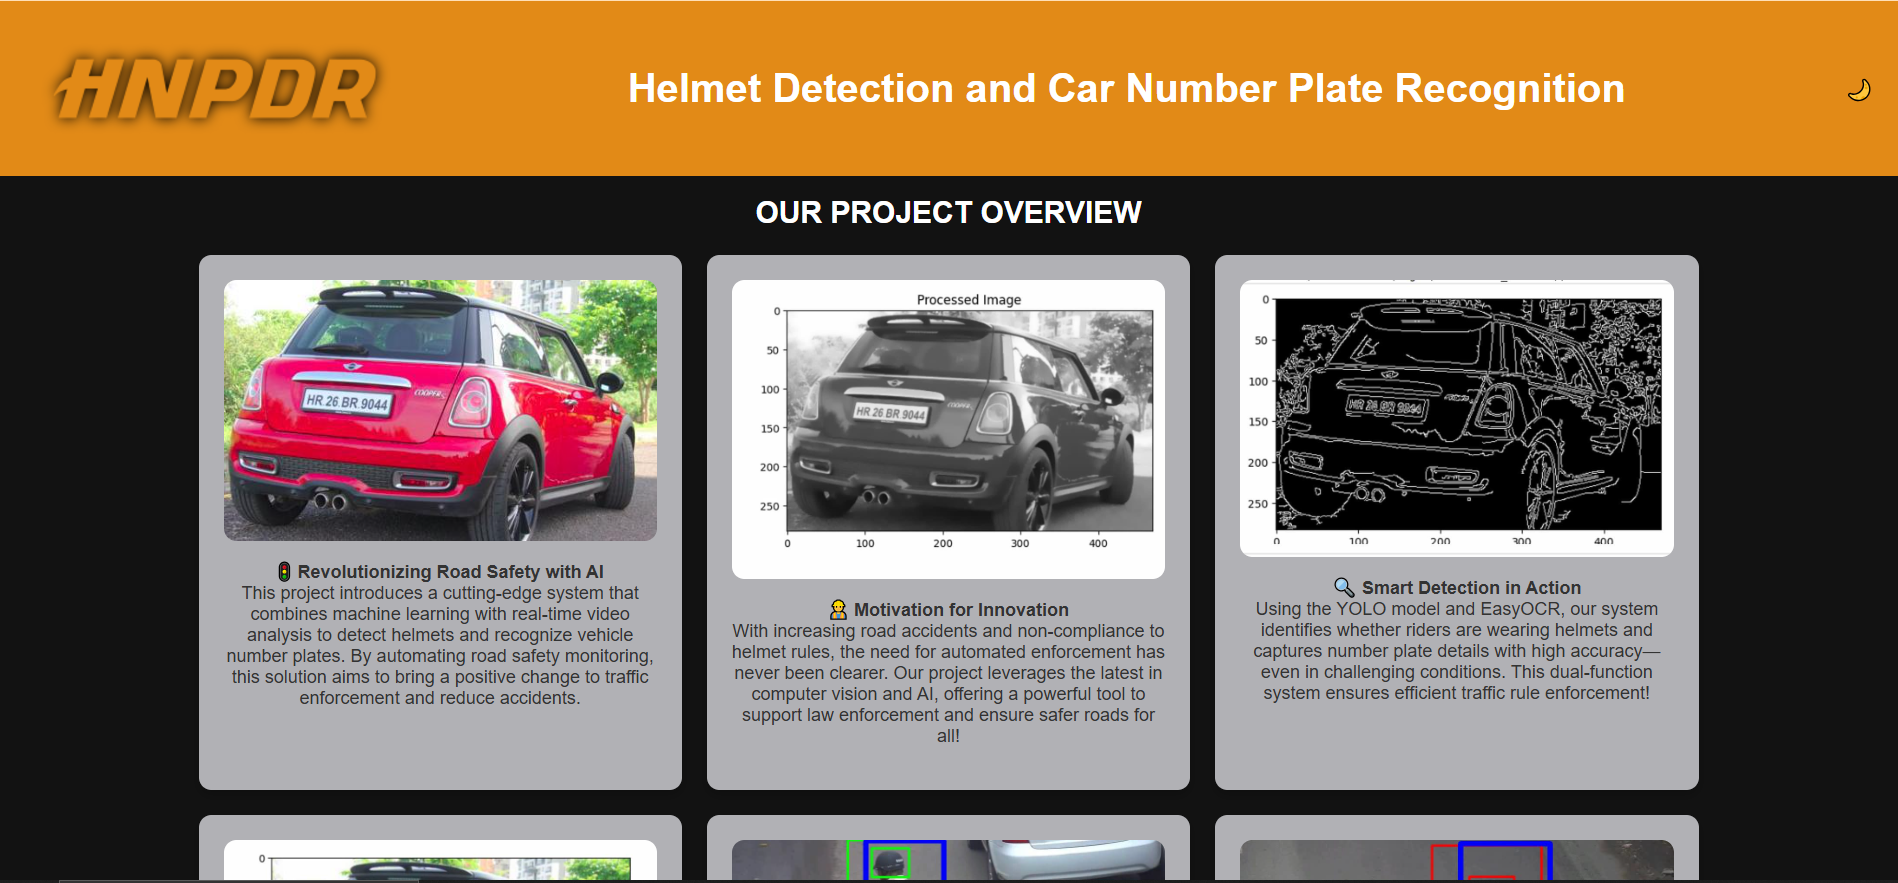 HNPDR
Helmet Detection and Car Number Plate Recognition
OUR PROJECT OVERVIEW
COOPER
HR 26 BR 9044
🚦 Revolutionizing Road Safety with AI
This project introduces a cutting-edge system that
combines machine learning with real-time video
analysis to detect helmets and recognize vehicle
number plates. By automating road safety monitoring,
this solution aims to bring a positive change to traffic
enforcement and reduce accidents.
Processed Image
0
50
100
150
200
250
COOPER
HR 26 BR 9044
0 100 200 300 400
👷 Motivation for Innovation
With increasing road accidents and non-compliance to
helmet rules, the need for automated enforcement has
never been clearer. Our project leverages the latest in
computer vision and AI, offering a powerful tool to
support law enforcement and ensure safer roads for
all!
0
50
100
150
200
250
HR 26 BR 9044
0 100 200 300 400
🔍 Smart Detection in Action
Using the YOLO model and EasyOCR, our system
identifies whether riders are wearing helmets and
captures number plate details with high accuracy—
even in challenging conditions. This dual-function
system ensures efficient traffic rule enforcement!
0